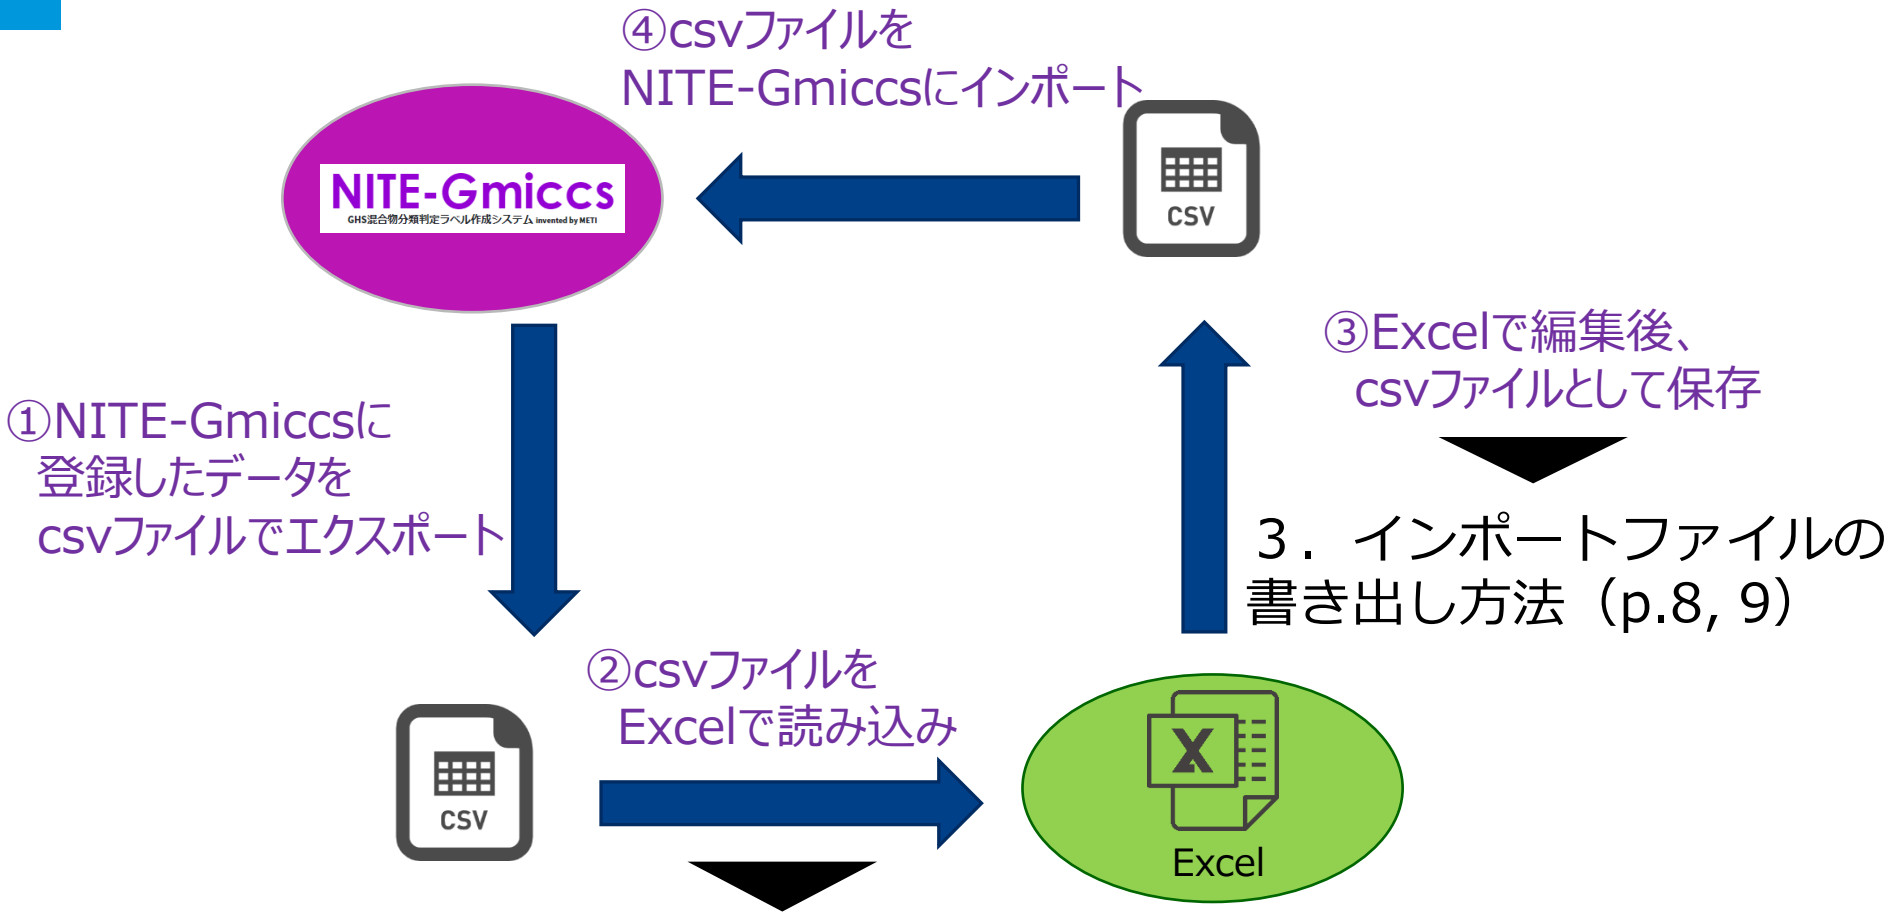 ④csvファイルを
NITE-Gmiccsにインポート
NITE-Gmiccs
GHS混合物分類判定ラベル作成システム invented by METI
CSV
①NITE-Gmiccsに
登録したデータを
csvファイルでエクスポート
③Excelで編集後、
csvファイルとして保存
３．インポートファイルの
書き出し方法（p.8, 9）
②csvファイルを
Excelで読み込み
CSV
X
Excel